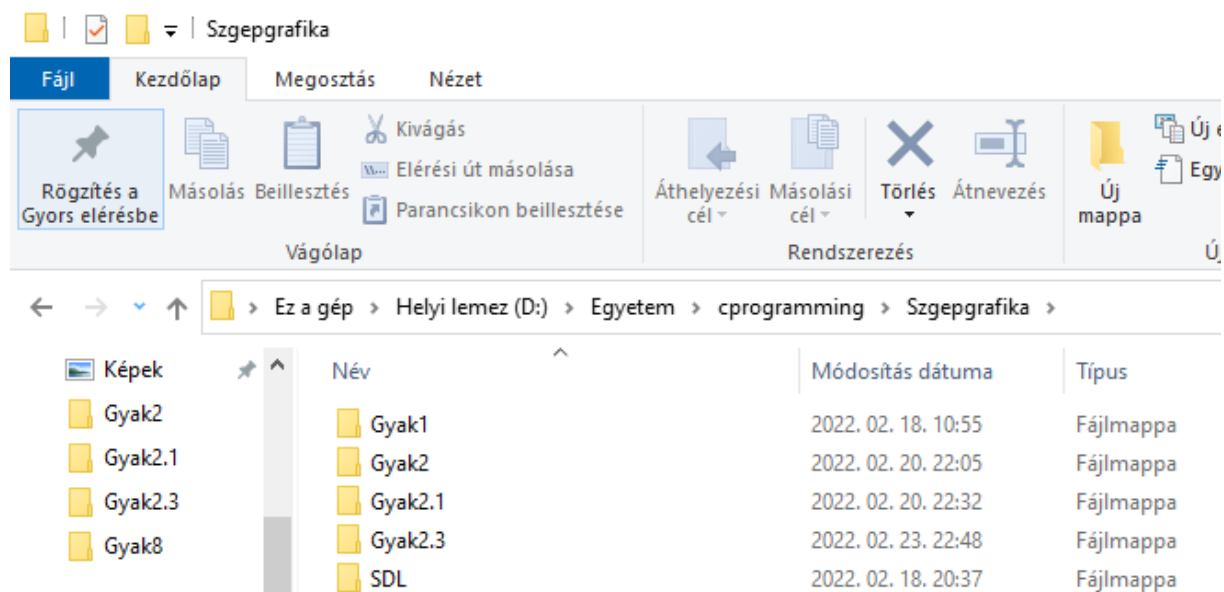 Szgepgrafika
Fájl Kezdőlap Megosztás Nézet
Rögzítés a Gyors elérésbe
Másolás
Beillesztés
Kivágás
Elérési út másolása
Parancsikon beillesztése
Áthelyezési cél
Másolási cél
Törlés
Átnevezés
Új mappa
Új e
Egy
Vágólap Rendszerezés Ú
Ez a gép > Helyi lemez (D:) > Egyetem > cprogramming > Szgepgrafika >
Képek
Gyak2
Gyak2.1
Gyak2.3
Gyak8
Név Módosítás dátuma Típus
Gyak1 2022. 02. 18. 10:55 Fájlmappa
Gyak2 2022. 02. 20. 22:05 Fájlmappa
Gyak2.1 2022. 02. 20. 22:32 Fájlmappa
Gyak2.3 2022. 02. 23. 22:48 Fájlmappa
SDL 2022. 02. 18. 20:37 Fájlmappa